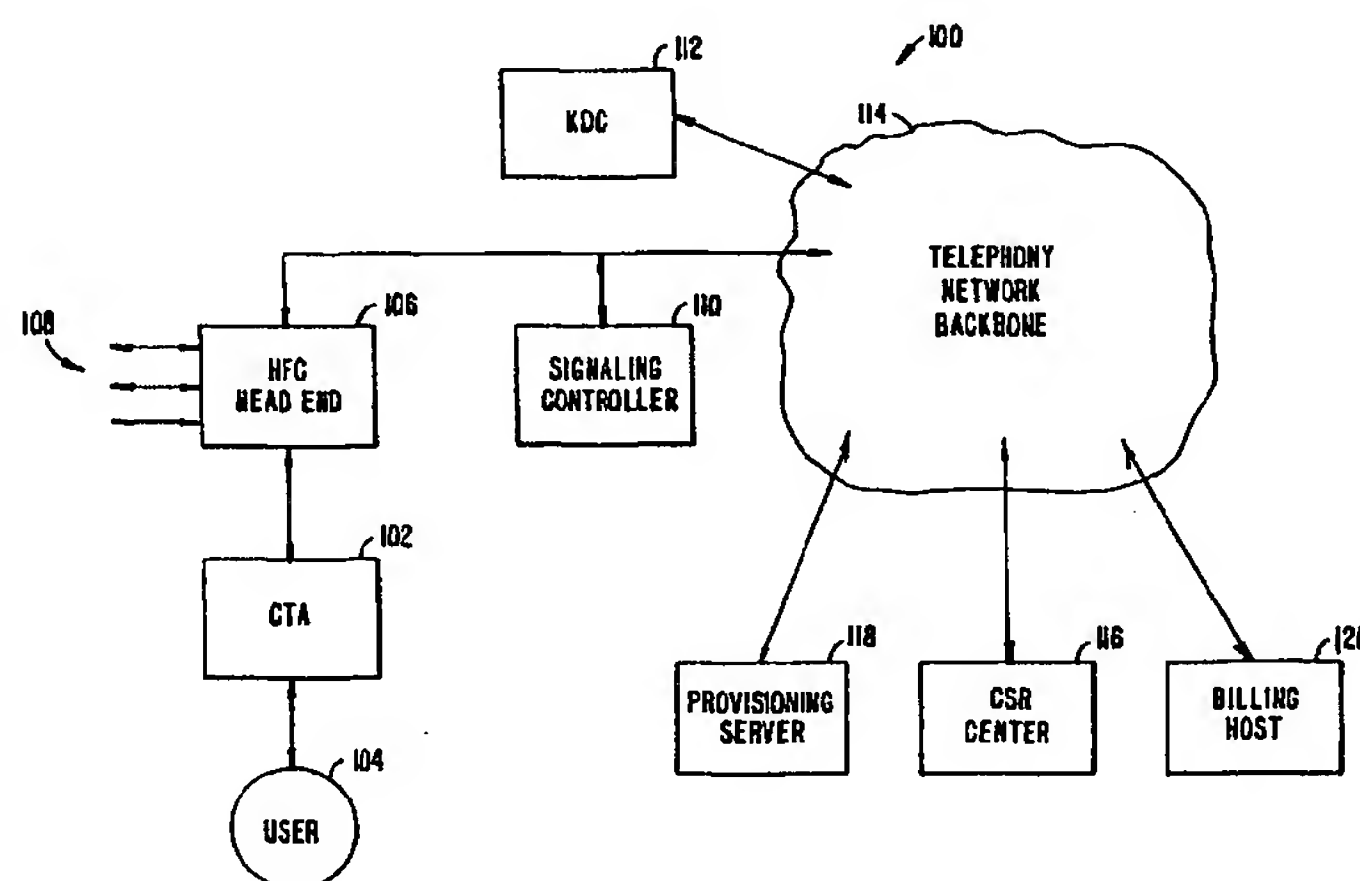 100
112
KDC
114
TELEPHONY
NETWORK
BACKBONE
106
110
108
HFC
HEAD END
SIGNALING
CONTROLLER
102
CTA
118
116
PROVISIONING
SERVER
CSR
CENTER
BILLING
HOST
104
USER